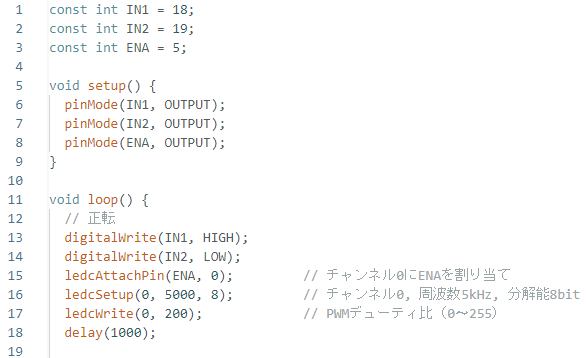 1 const int IN1 = 18;
2 const int IN2 = 19;
3 const int ENA = 5;
4
5 void setup() {
6   pinMode(IN1, OUTPUT);
7   pinMode(IN2, OUTPUT);
8   pinMode(ENA, OUTPUT);
9 }
10
11 void loop() {
12   // 正転
13   digitalWrite(IN1, HIGH);
14   digitalWrite(IN2, LOW);
15   ledcAttachPin(ENA, 0);          // チャンネル0にENAを割り当て
16   ledcSetup(0, 5000, 8);          // チャンネル0, 周波数5kHz, 分解能8bit
17   ledcWrite(0, 200);              // PWMデューティ比（0〜255）
18   delay(1000);
19